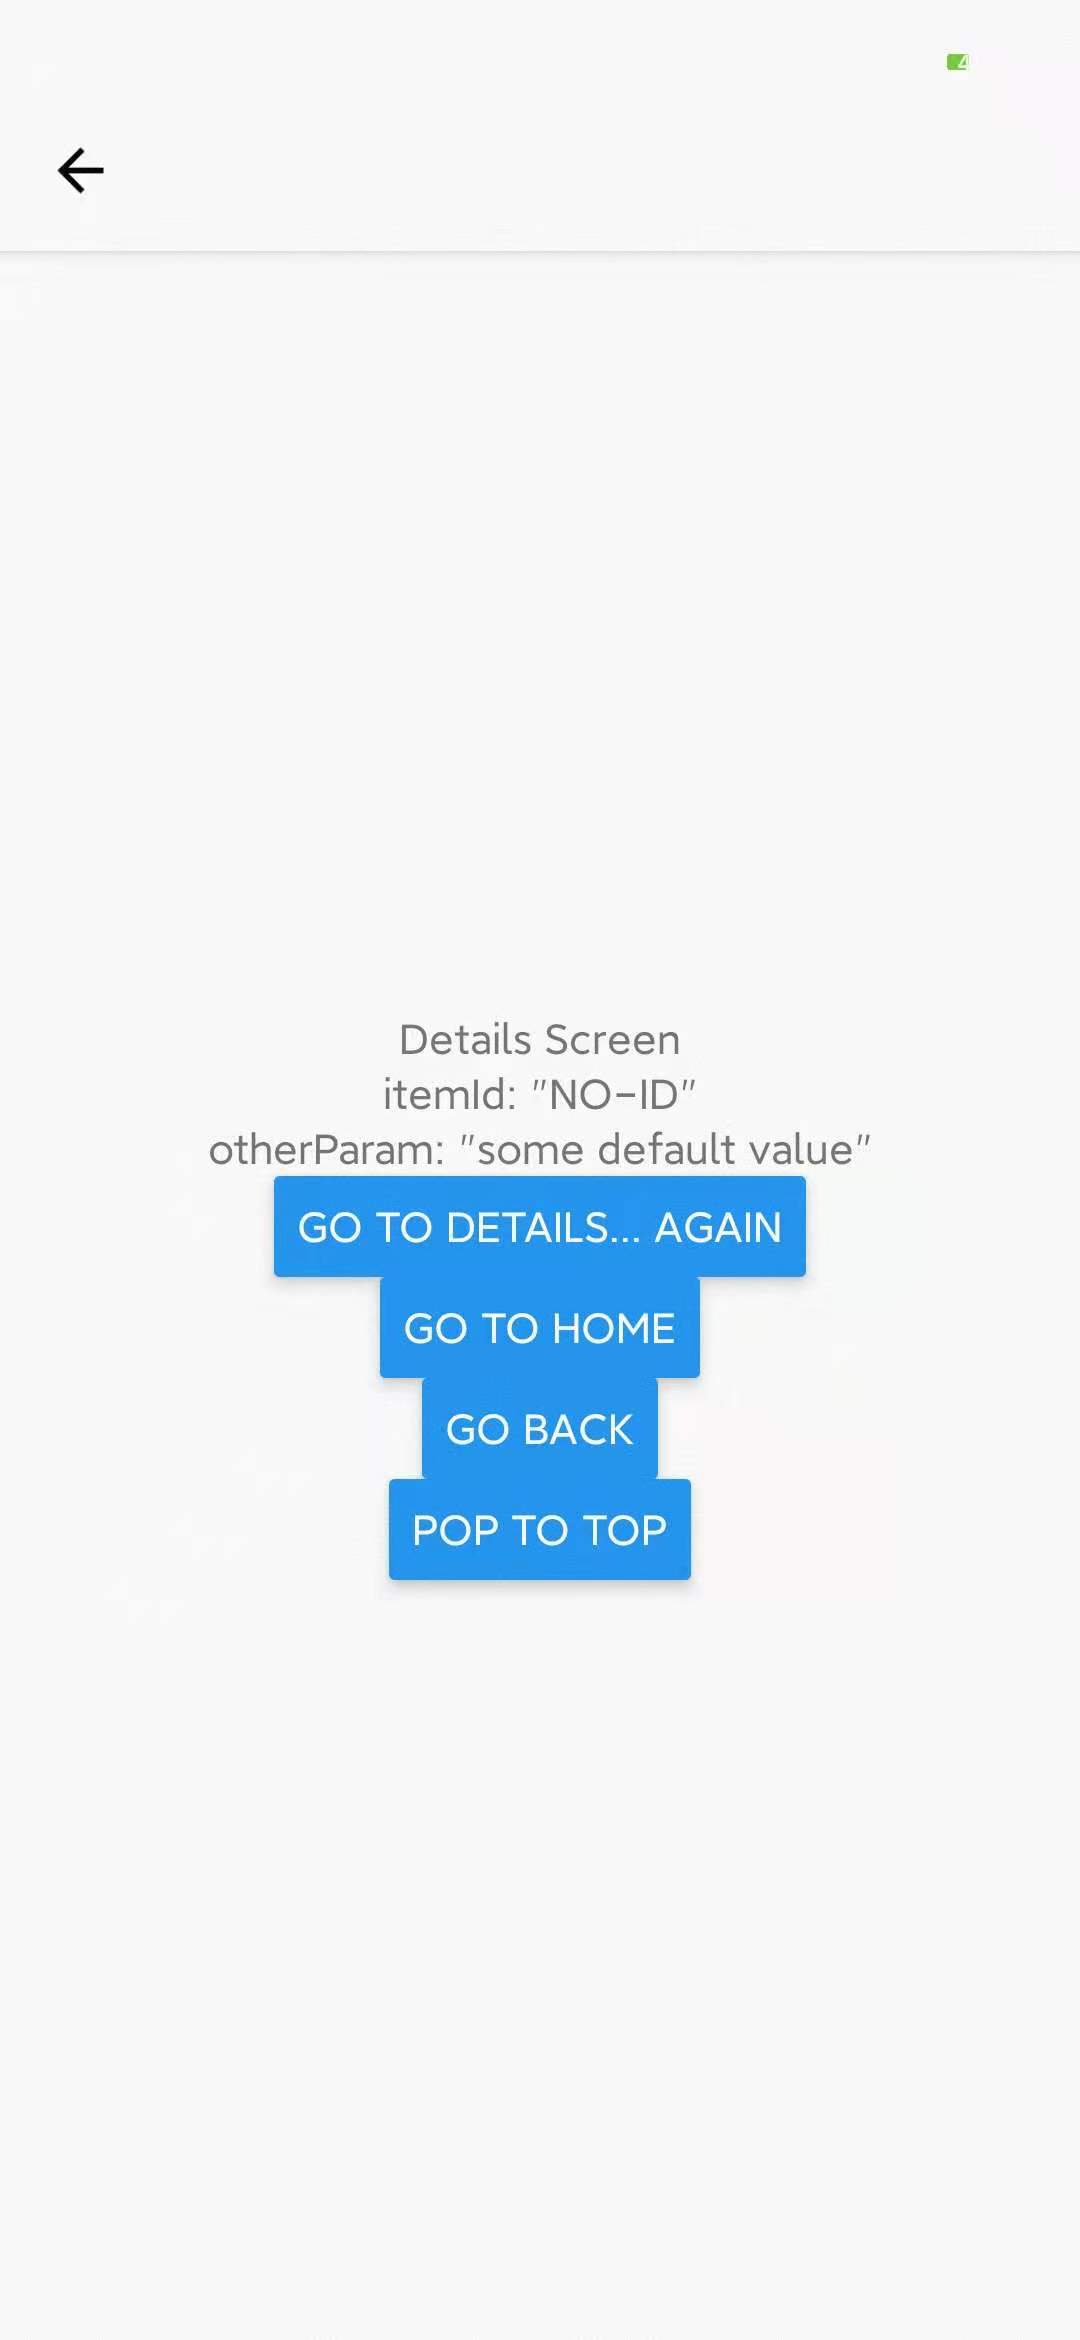 Details Screen
itemId: "NO-ID"
otherParam: "some default value"
GO TO DETAILS... AGAIN
GO TO HOME
GO BACK
POP TO TOP